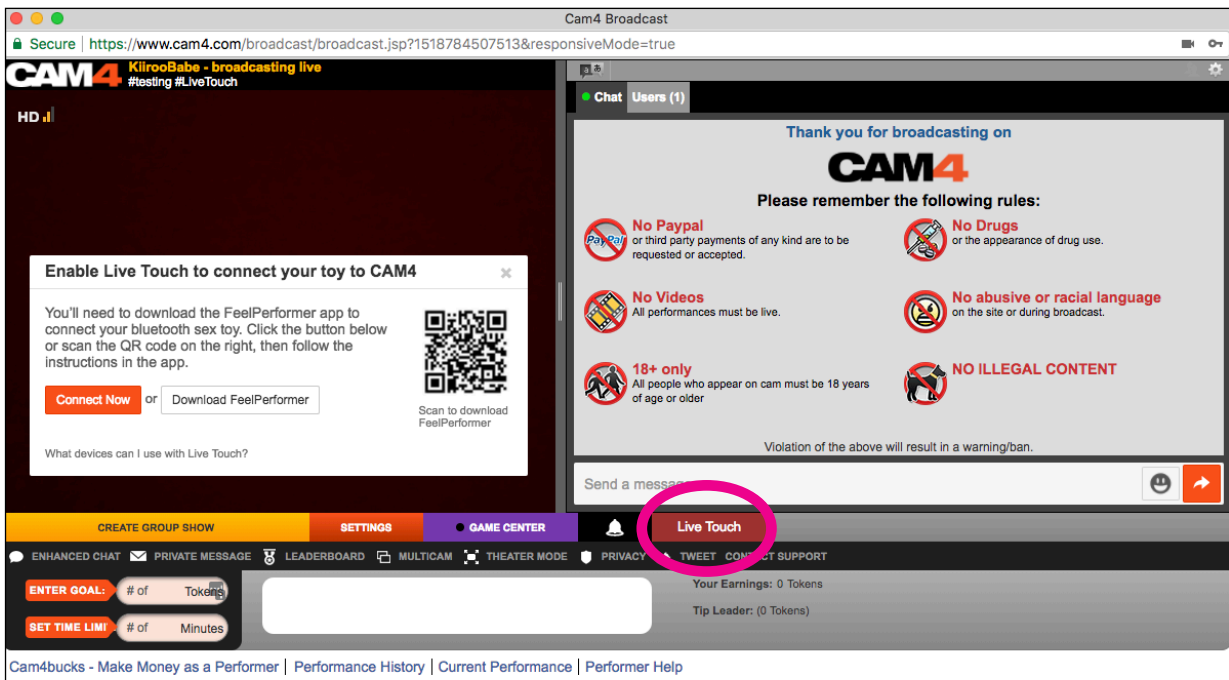 Cam4 Broadcast
Secure | https://www.cam4.com/broadcast/broadcast.jsp?1518784507513&responsiveMode=true
CAM4
KiirooBabe - broadcasting live
#testing #LiveTouch
HD
Enable Live Touch to connect your toy to CAM4
You'll need to download the FeelPerformer app to
connect your bluetooth sex toy. Click the button below
or scan the QR code on the right, then follow the
instructions in the app.
Connect Now or Download FeelPerformer
Scan to download
FeelPerformer
What devices can I use with Live Touch?
Chat Users (1)
Thank you for broadcasting on
CAM4
Please remember the following rules:
PayPal
No Paypal
or third party payments of any kind are to be
requested or accepted.
No Drugs
or the appearance of drug use.
No Videos
All performances must be live.
No abusive or racial language
on the site or during broadcast.
18+ only
All people who appear on cam must be 18 years
of age or older
NO ILLEGAL CONTENT
Violation of the above will result in a warning/ban.
Send a message
CREATE GROUP SHOW SETTINGS GAME CENTER Live Touch
ENHANCED CHAT PRIVATE MESSAGE LEADERBOARD MULTICAM THEATER MODE PRIVACY TWEET CONTACT SUPPORT
ENTER GOAL: # of Tokens
SET TIME LIMI # of Minutes
Your Earnings: 0 Tokens
Tip Leader: (0 Tokens)
Cam4bucks - Make Money as a Performer | Performance History | Current Performance | Performer Help